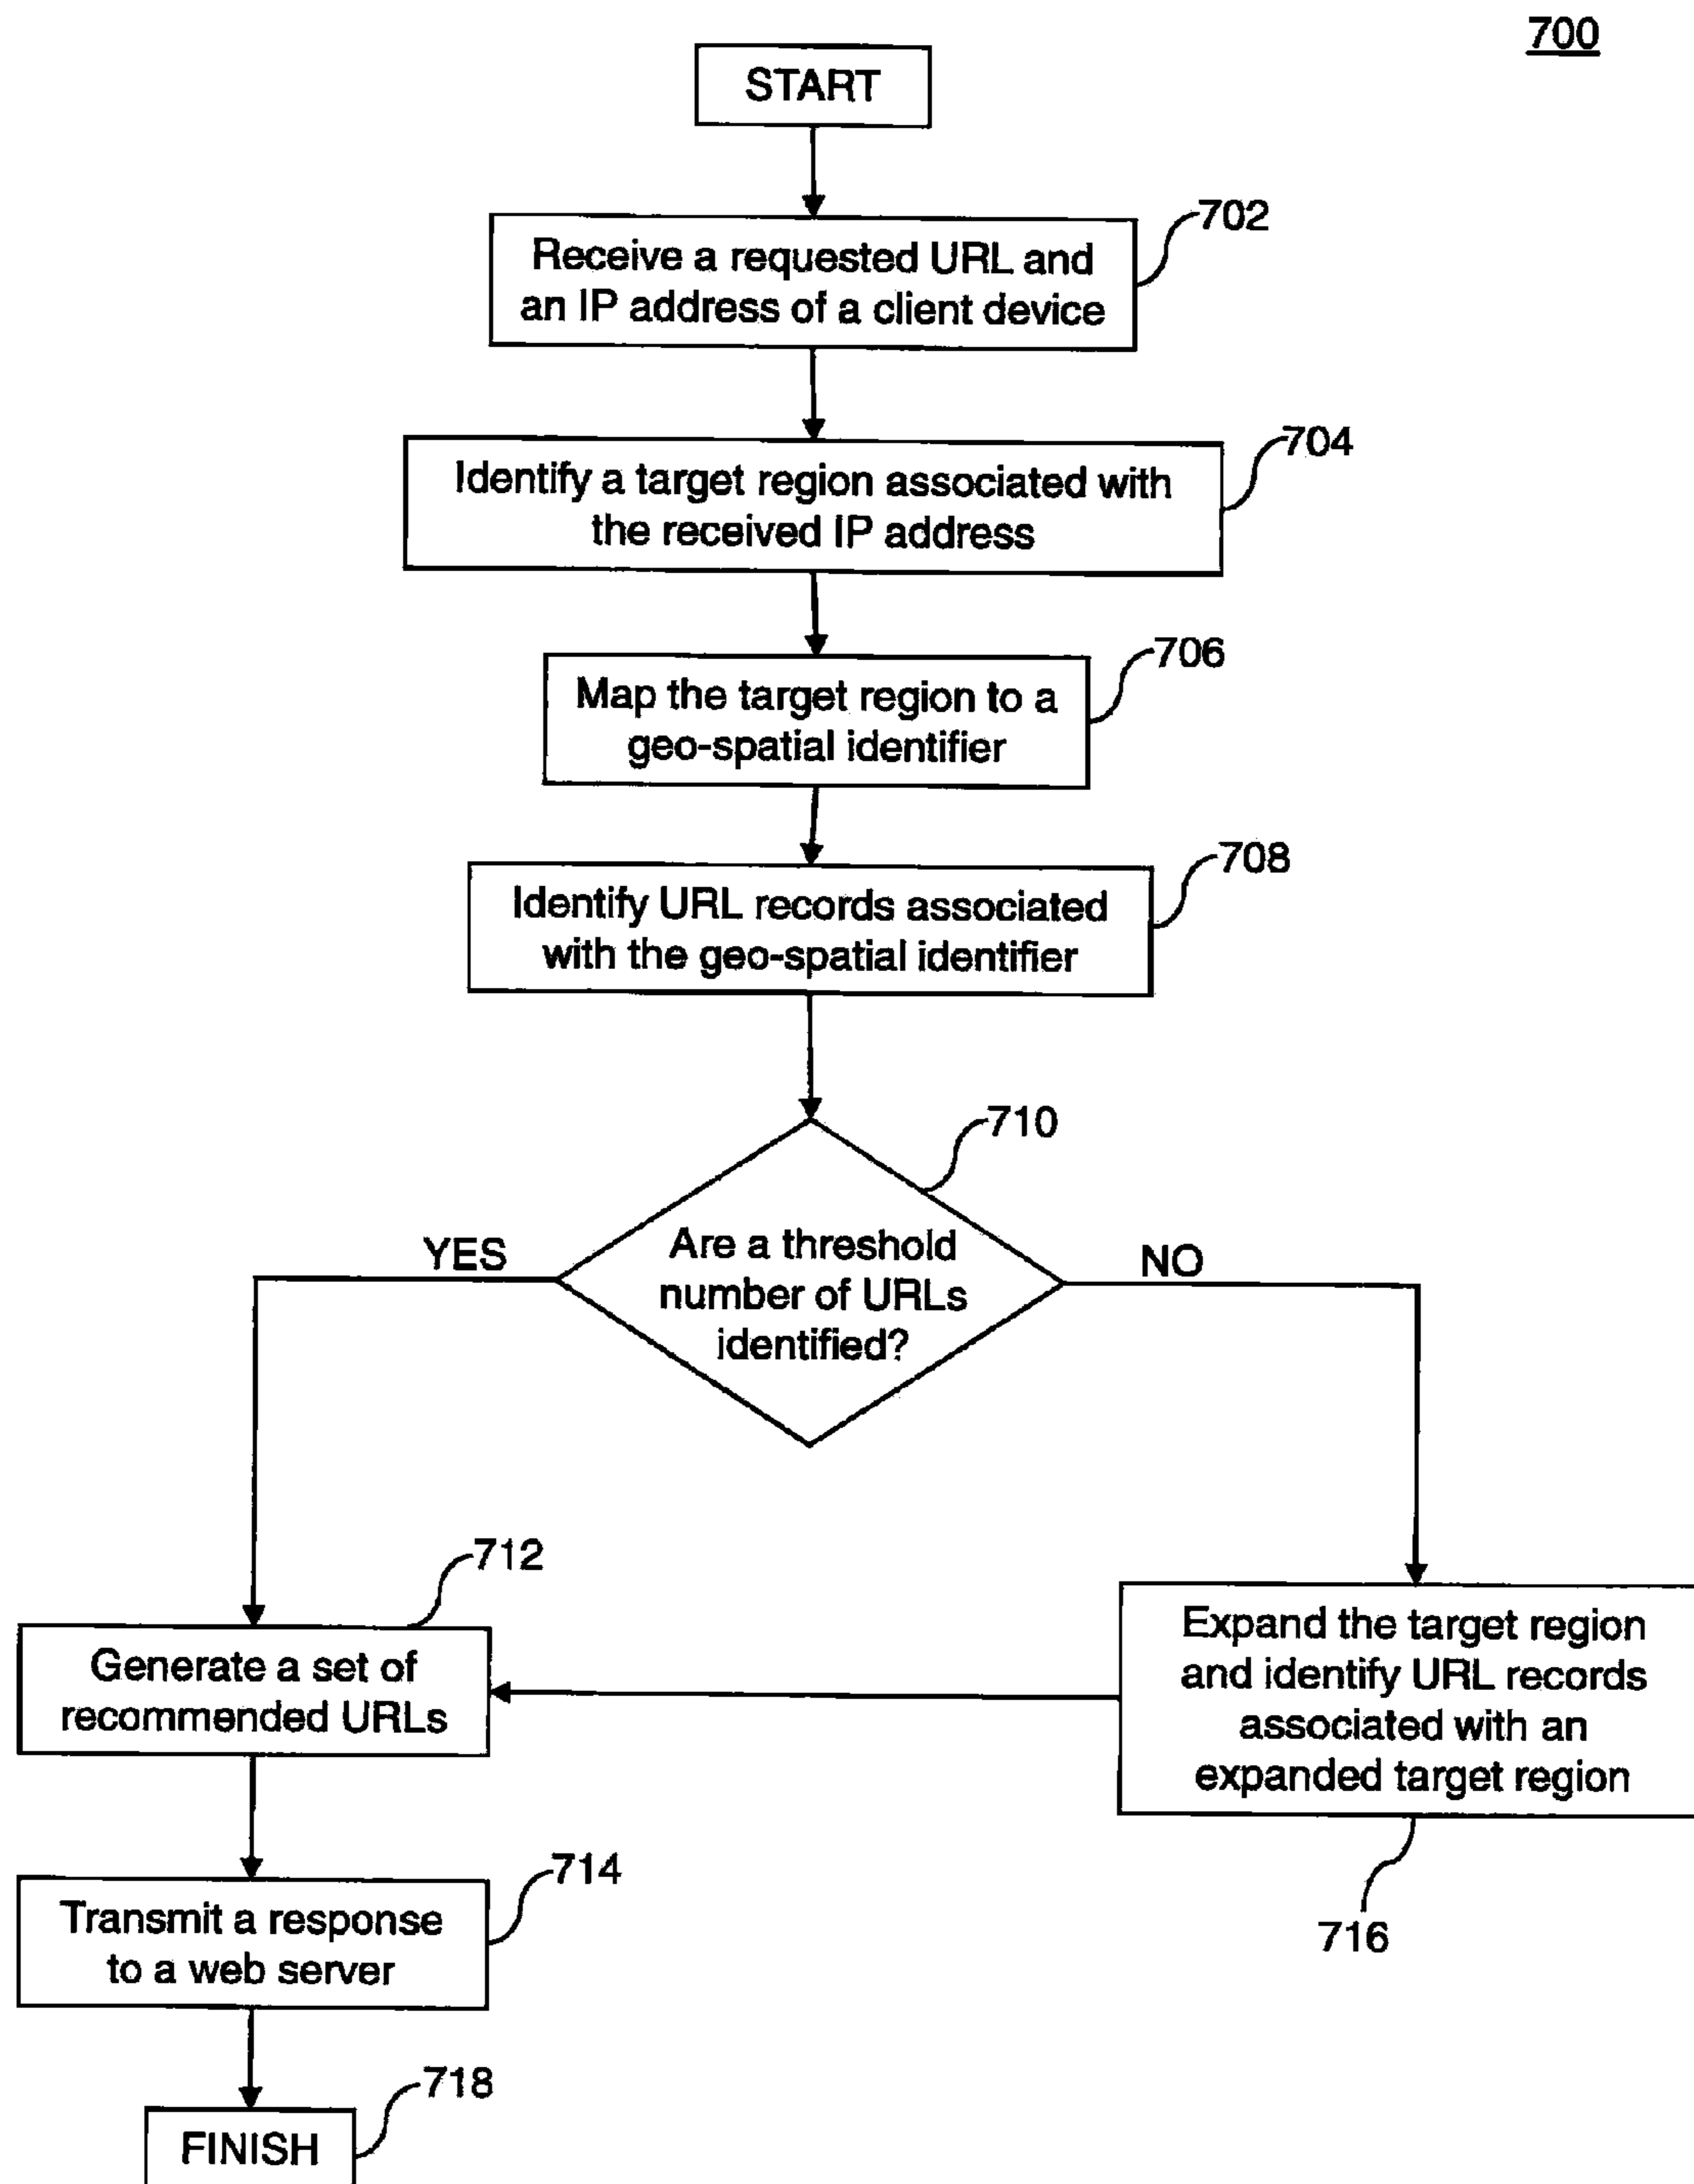 700
START
702
Receive a requested URL and
an IP address of a client device
704
Identify a target region associated with
the received IP address
706
Map the target region to a
geo-spatial identifier
708
Identify URL records associated
with the geo-spatial identifier
710
Are a threshold
number of URLs
identified?
YES
NO
712
Generate a set of
recommended URLs
Expand the target region
and identify URL records
associated with an
expanded target region
714
Transmit a response
to a web server
716
718
FINISH